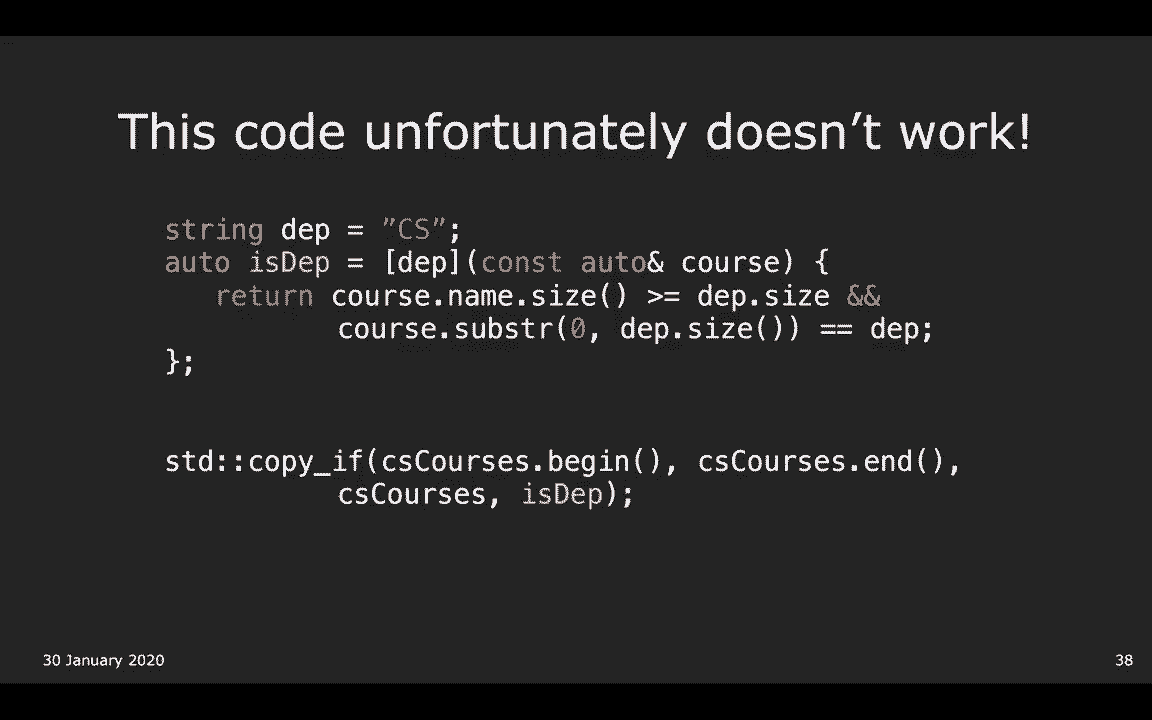 This code unfortunately doesn’t work!
string dep = ”CS”;
auto isDep = [dep](const auto& course) {
return course.name.size() >= dep.size &&
course.substr(0, dep.size()) == dep;
};
std::copy_if(csCourses.begin(), csCourses.end(),
csCourses, isDep);
30 January 2020
38